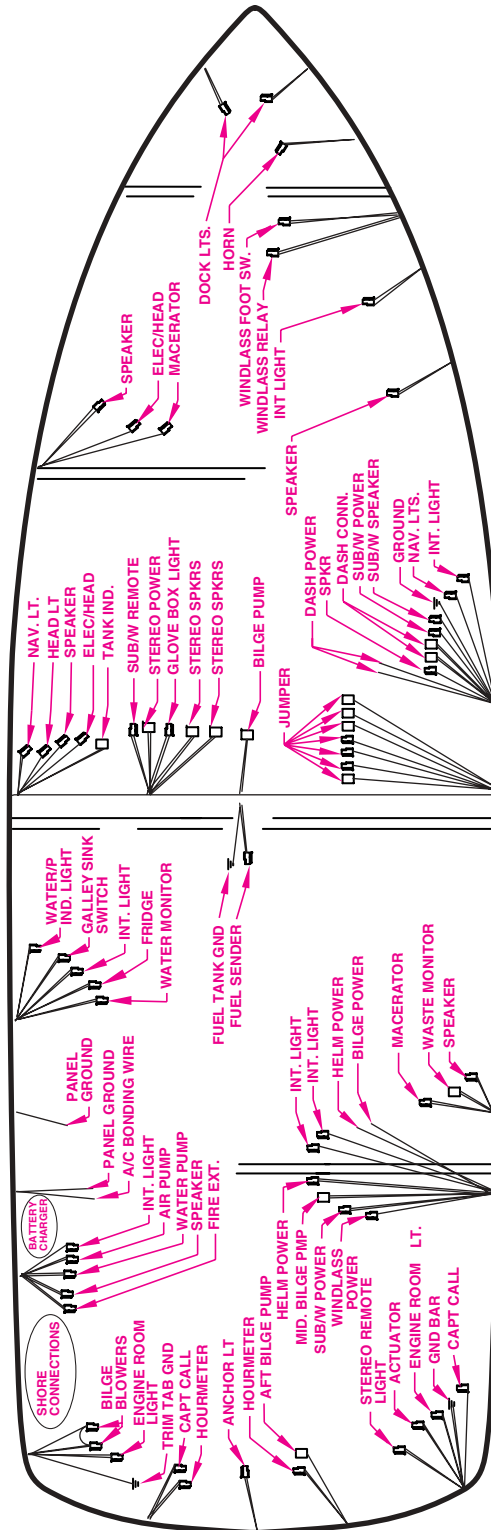 DOCK LTS.
HORN
WINDLASS FOOT SW.
WINDLASS RELAY
INT LIGHT
SPEAKER
ELEC/HEAD
MACERATOR
SPEAKER
NAV. LT.
HEAD LT
SPEAKER
ELEC/HEAD
TANK IND.
SUB/W REMOTE
STEREO POWER
GLOVE BOX LIGHT
STEREO SPKRS
STEREO SPKRS
BILGE PUMP
JUMPER
DASH POWER
SPKR
DASH CONN.
SUB/W POWER
SUB/W SPEAKER
GROUND
NAV. LTS.
INT. LIGHT
WATER/P
IND. LIGHT
GALLEY SINK
SWITCH
INT. LIGHT
FRIDGE
WATER MONITOR
FUEL TANK GND
FUEL SENDER
INT. LIGHT
INT. LIGHT
HELM POWER
BILGE POWER
MACERATOR
WASTE MONITOR
SPEAKER
PANEL
GROUND
PANEL GROUND
A/C BONDING WIRE
BATTERY
CHARGER
INT. LIGHT
AIR PUMP
WATER PUMP
SPEAKER
FIRE EXT.
HELM POWER
MID. BILGE PMP
SUB/W POWER
WINDLASS
POWER
SHORE
CONNECTIONS
BILGE
BLOWERS
ENGINE ROOM
LIGHT
TRIM TAB GND
CAPT CALL
HOURMETER
ANCHOR LT
HOURMETER
AFT BILGE PUMP
STEREO REMOTE
LIGHT
ACTUATOR
ENGINE ROOM LT.
GND BAR
CAPT CALL